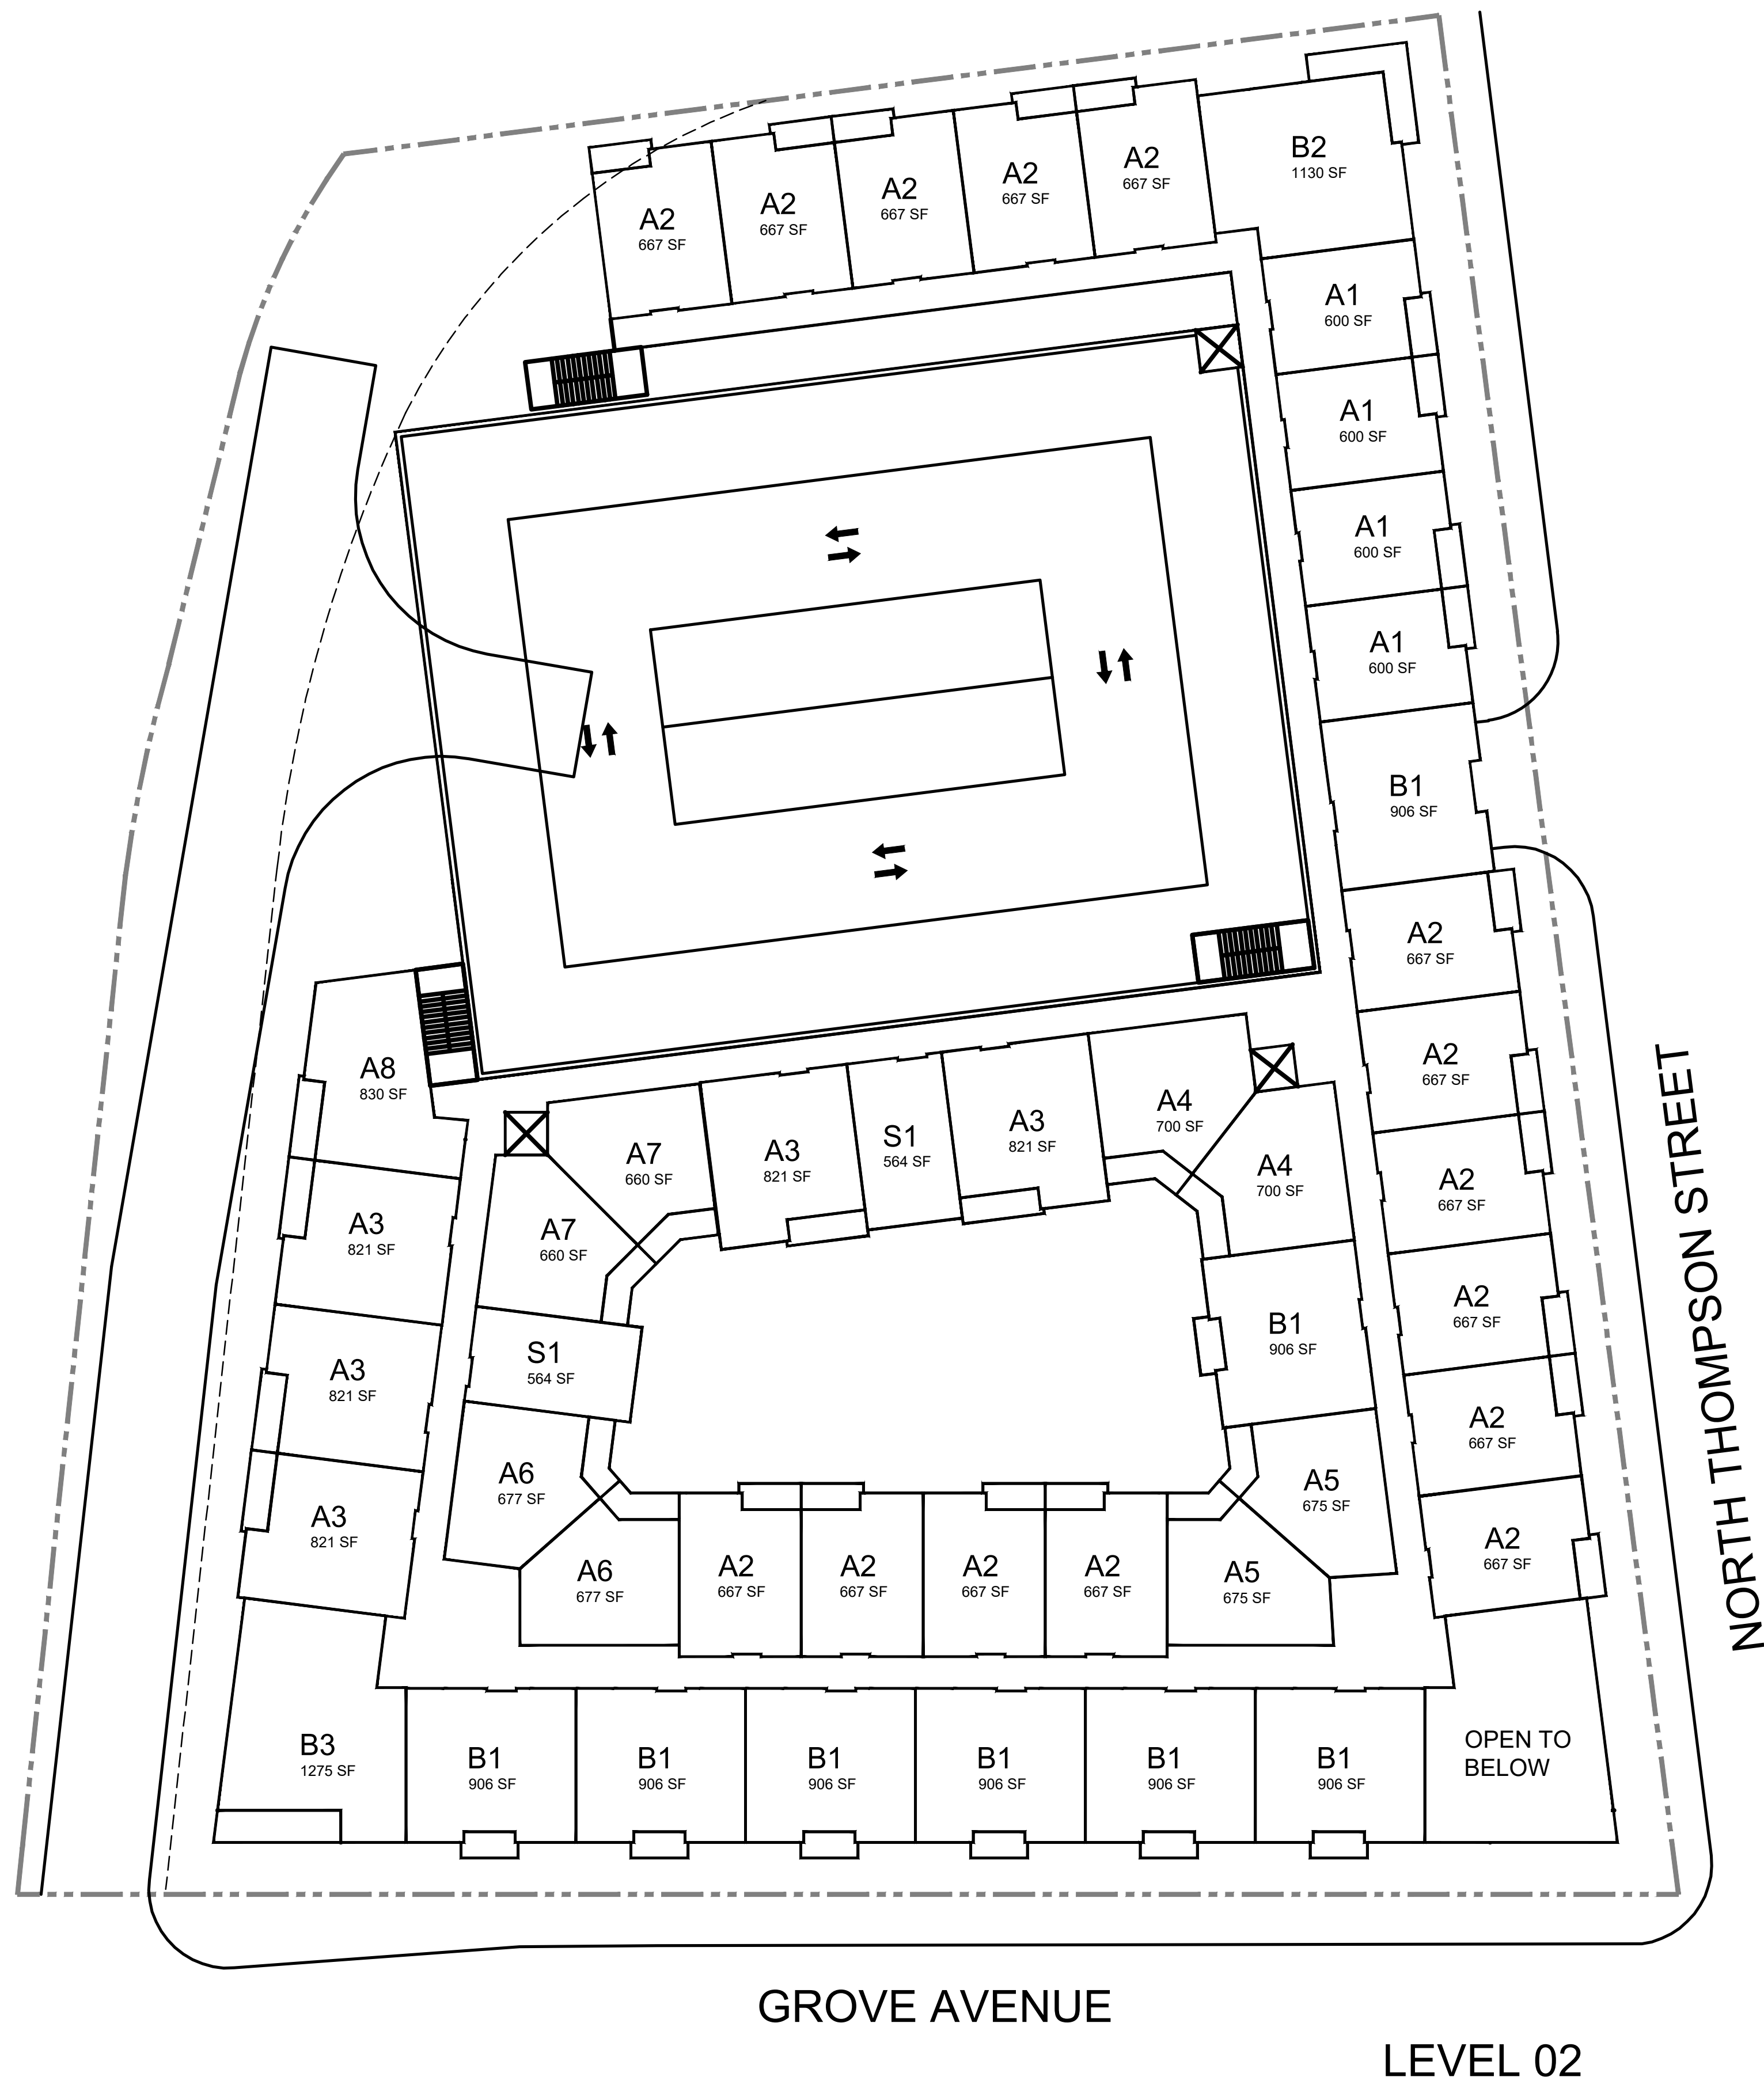 B2
1130 SF
A2
667 SF
A2
667 SF
A2
667 SF
A2
667 SF
A2
667 SF
A1
600 SF
A1
600 SF
A1
600 SF
A1
600 SF
B1
906 SF
A2
667 SF
A2
667 SF
A2
667 SF
A2
667 SF
A2
667 SF
A2
667 SF
A8
830 SF
A3
821 SF
A3
821 SF
A3
821 SF
A7
660 SF
A7
660 SF
A3
821 SF
S1
564 SF
A3
821 SF
A4
700 SF
A4
700 SF
S1
564 SF
B1
906 SF
A6
677 SF
A6
677 SF
A2
667 SF
A2
667 SF
A2
667 SF
A2
667 SF
A5
675 SF
A5
675 SF
B3
1275 SF
B1
906 SF
B1
906 SF
B1
906 SF
B1
906 SF
B1
906 SF
B1
906 SF
OPEN TO
BELOW
NORTH THOMPSON STREET
GROVE AVENUE
LEVEL 02